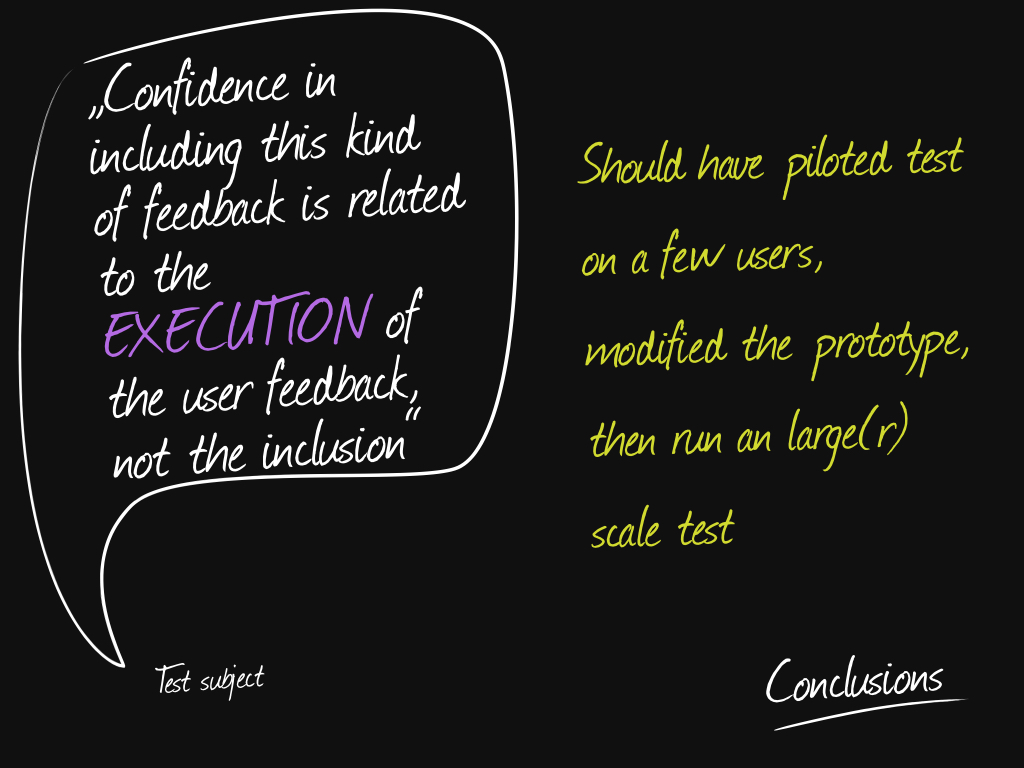 „Confidence in
including this kind
of feedback is related
to the
EXECUTION of
the user feedback,
not the inclusion“
Test subject
Should have piloted test
on a few users,
modified the prototype,
then run an large(r)
scale test
Conclusions